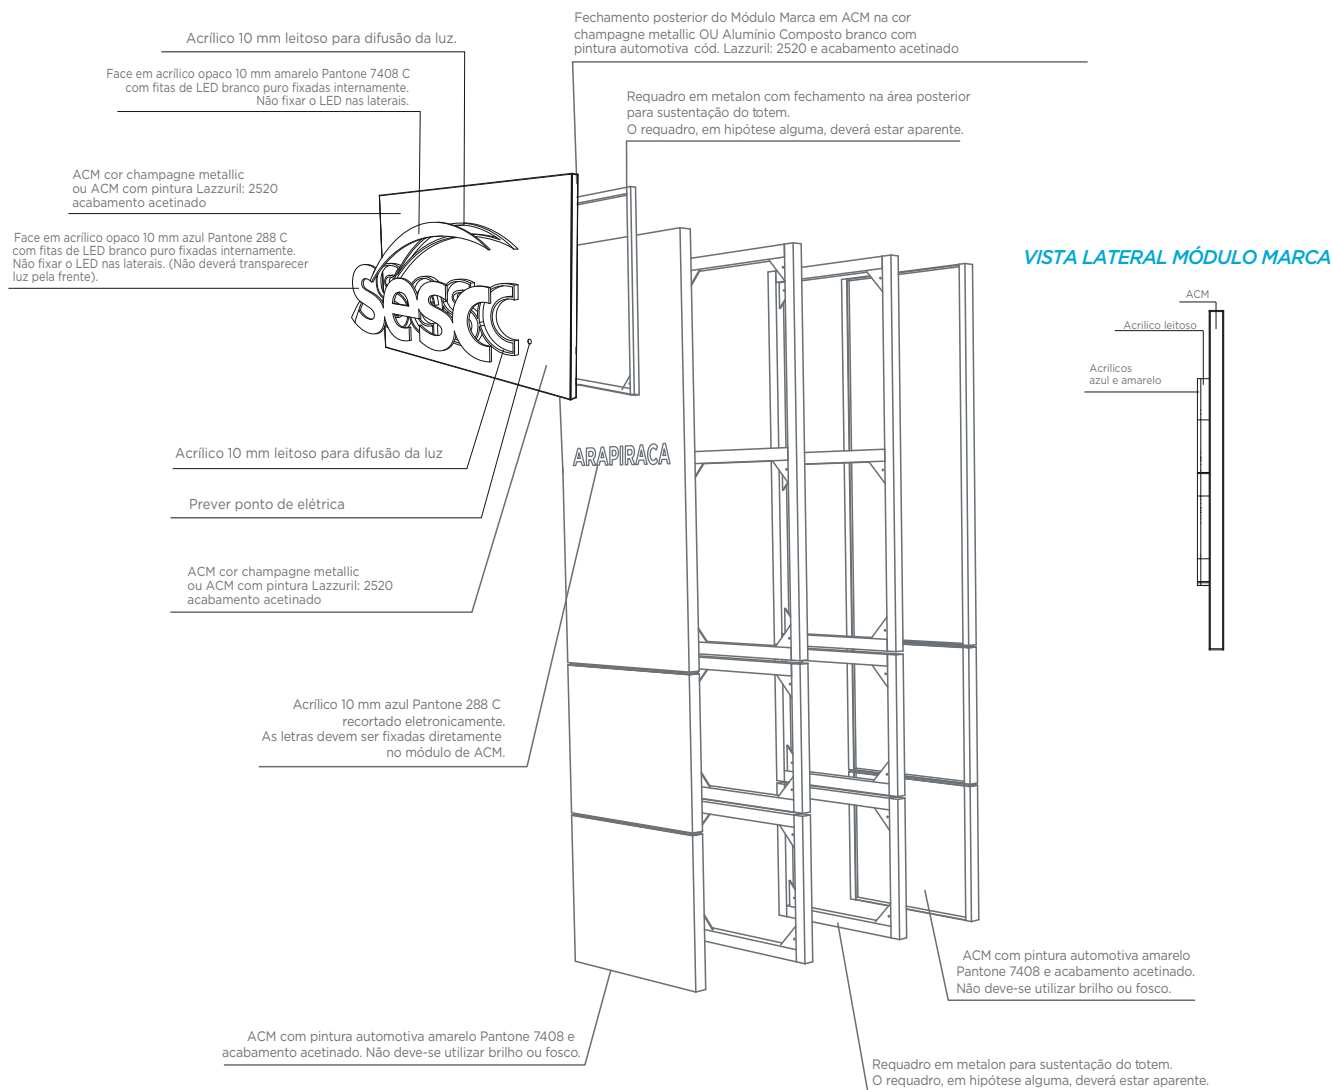 Fechamento posterior do Módulo Marca em ACM na cor
champagne metallic OU Alumínio Composto branco com
pintura automotiva cód. Lazzuril: 2520 e acabamento acetinado
Acrílico 10 mm leitoso para difusão da luz.
Face em acrílico opaco 10 mm amarelo Pantone 7408 C
com fitas de LED branco puro fixadas internamente.
Não fixar o LED nas laterais.
Requadro em metalon com fechamento na área posterior
para sustentação do totem.
O requadro, em hipótese alguma, deverá estar aparente.
ACM cor champagne metallic
ou ACM com pintura Lazzuril: 2520
acabamento acetinado
Face em acrílico opaco 10 mm azul Pantone 288 C
com fitas de LED branco puro fixadas internamente.
Não fixar o LED nas laterais. (Não deverá transparecer
luz pela frente).
sesc
VISTA LATERAL MÓDULO MARCA
ACM
Acrilico leitoso
Acrilicos
azul e amarelo
ARAPIRACA
Acrílico 10 mm leitoso para difusão da luz
Prever ponto de elétrica
ACM cor champagne metallic
ou ACM com pintura Lazzuril: 2520
acabamento acetinado
Acrílico 10 mm azul Pantone 288 C
recortado eletronicamente.
As letras devem ser fixadas diretamente
no módulo de ACM.
ACM com pintura automotiva amarelo
Pantone 7408 e acabamento acetinado.
Não deve-se utilizar brilho ou fosco.
ACM com pintura automotiva amarelo Pantone 7408 e
acabamento acetinado. Não deve-se utilizar brilho ou fosco.
Requadro em metalon para sustentação do totem.
O requadro, em hipótese alguma, deverá estar aparente.